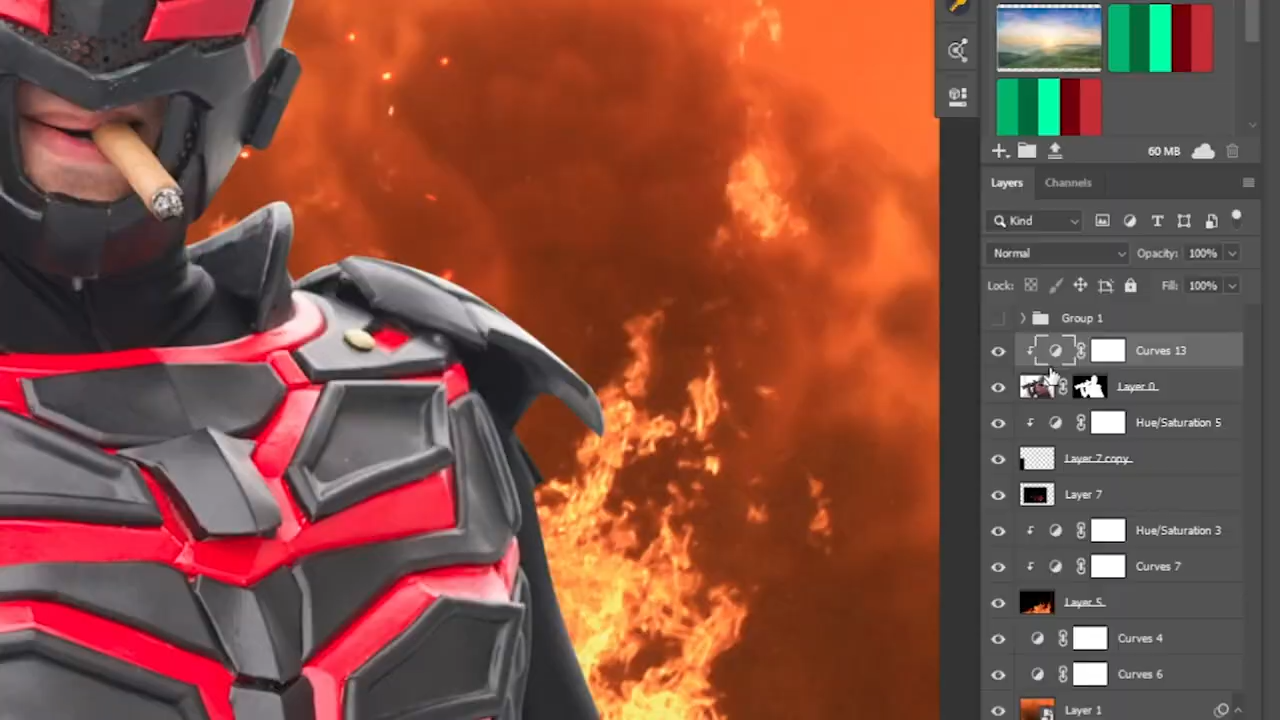 60 MB
Layers Channels
Kind
Normal Opacity: 100%
Lock: Fill: 100%
Group 1
Curves 13
Layer 0
Hue/Saturation 5
Layer 7 copy
Layer 7
Hue/Saturation 3
Curves 7
Layer 5
Curves 4
Curves 6
Layer 1